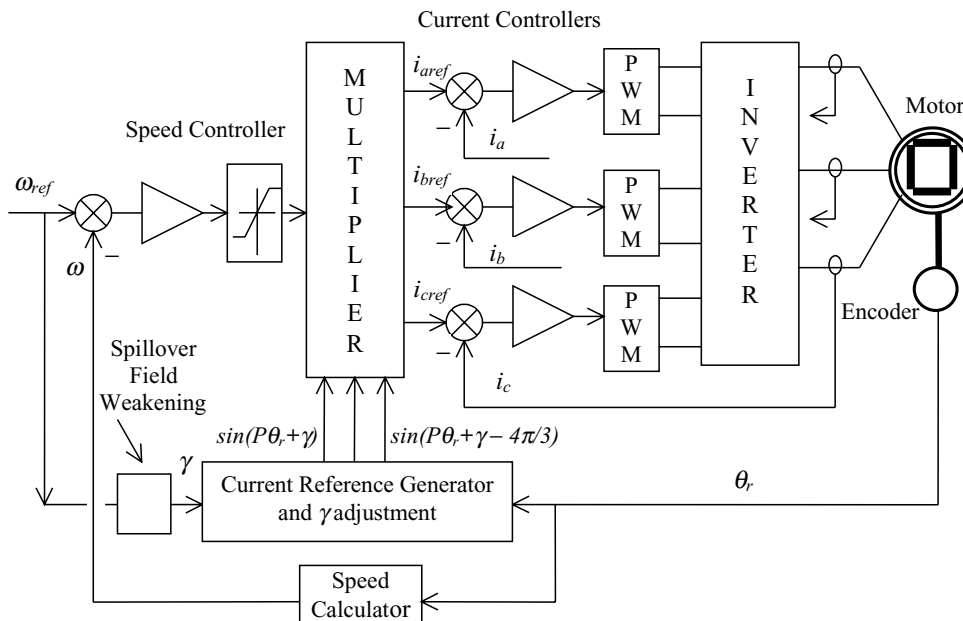 Current Controllers
M
U
L
T
I
P
L
I
E
R
i_aref
−
i_a
P
W
M
I
N
V
E
R
T
E
R
Motor
Speed Controller
ω_ref
ω
−
i_bref
−
i_b
P
W
M
i_cref
−
i_c
P
W
M
Encoder
Spillover
Field
Weakening
sin(Pθ_r+γ)
sin(Pθ_r+γ−4π/3)
γ
Current Reference Generator
and γ adjustment
θ_r
Speed
Calculator